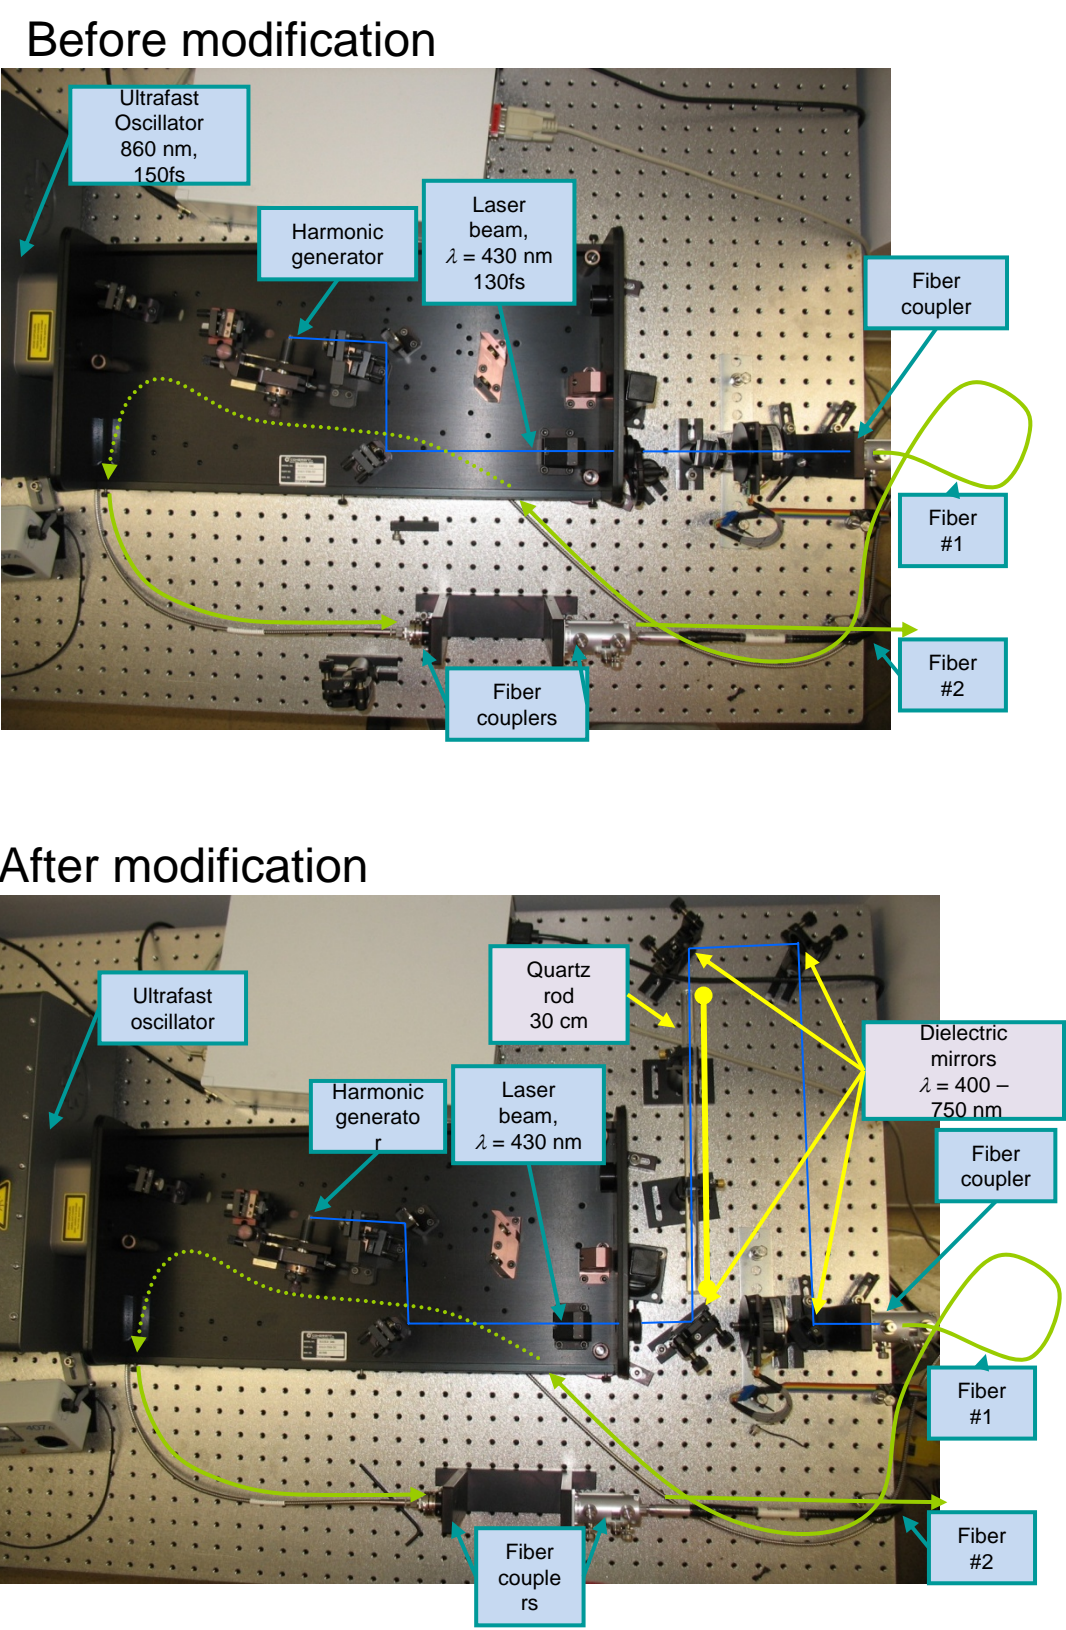 Before modification
Ultrafast
Oscillator
860 nm,
150fs
Harmonic
generator
Laser
beam,
λ = 430 nm
130fs
Fiber
coupler
Fiber
#1
Fiber
#2
Fiber
couplers
After modification
Ultrafast
oscillator
Quartz
rod
30 cm
Dielectric
mirrors
λ = 400 –
750 nm
Harmonic
generato
r
Laser
beam,
λ = 430 nm
Fiber
coupler
Fiber
#1
Fiber
#2
Fiber
couple
rs